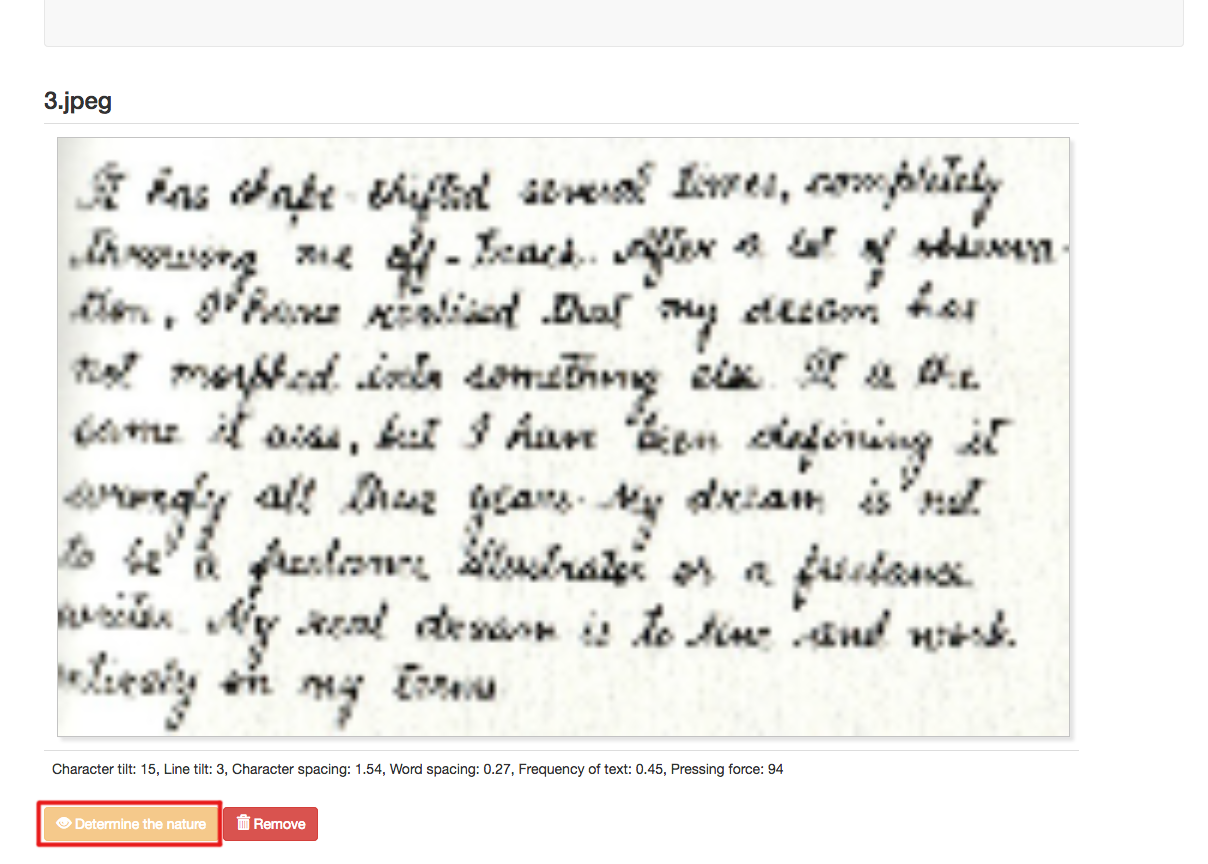 3.jpeg
It has shape-shifted several times, completely
throwing me off-track. After a lot of observa-
tion, I have realised that my dream has
not morphed into something else. It is the
same it was, but I have been defining it
wrongly all these years. My dream is not
to be a freelance illustrator or a freelance
writer. My real dream is to live and work
entirely on my terms
Character tilt: 15, Line tilt: 3, Character spacing: 1.54, Word spacing: 0.27, Frequency of text: 0.45, Pressing force: 94
Determine the nature Remove